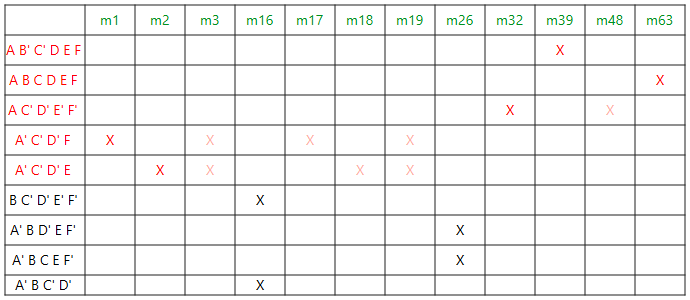 m1 m2 m3 m16 m17 m18 m19 m26 m32 m39 m48 m63
A B' C' D E F X
A B C D E F X
A C' D' E' F' X X
A' C' D' F X X X X
A' C' D' E X X X X
B C' D' E' F' X
A' B D' E F' X
A' B C E F' X
A' B C' D' X